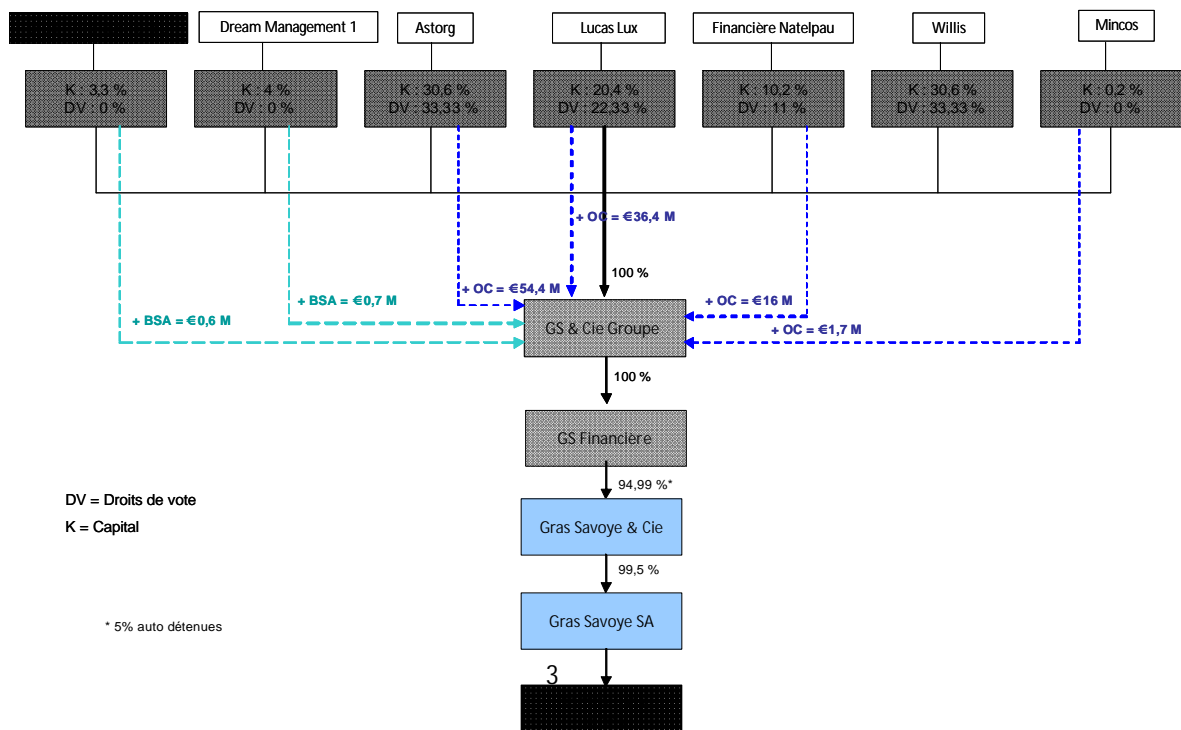 Dream Management 1
Astorg
Lucas Lux
Financière Natelpau
Willis
Mincos
K : 3,3 %
DV : 0 %
K : 4 %
DV : 0 %
K : 30,6 %
DV : 33,33 %
K : 20,4 %
DV : 22,33 %
K : 10,2 %
DV : 11 %
K : 30,6 %
DV : 33,33 %
K : 0,2 %
DV : 0 %
+ OC = €36,4 M
100 %
+ OC = €54,4 M
+ BSA = €0,7 M
+ OC = €16 M
+ BSA = €0,6 M
GS & Cie Groupe
+ OC = €1,7 M
100 %
GS Financière
94,99 %*
DV = Droits de vote
K = Capital
Gras Savoye & Cie
99,5 %
* 5% auto détenues
Gras Savoye SA
3